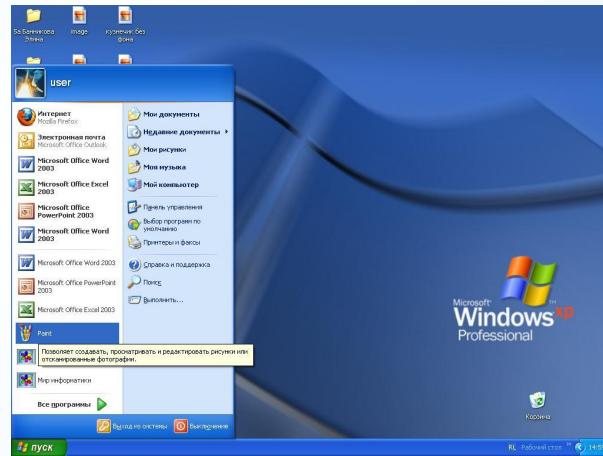 5а Банникова
Элина
image
кузнечик без
фона
user
Интернет
Mozilla Firefox
Электронная почта
Microsoft Office Outlook
Microsoft Office Word
2003
Microsoft Office Excel
2003
Microsoft Office
PowerPoint 2003
Microsoft Office Word
2003
Microsoft Office Word 2003
Microsoft Office PowerPoint
2003
Microsoft Office Excel 2003
Paint
Позволяет создавать, просматривать и редактировать рисунки или
отсканированные фотографии.
Мир информатики
Все программы
Мои документы
Недавние документы
Мои рисунки
Моя музыка
Мой компьютер
Панель управления
Выбор программ по
умолчанию
Принтеры и факсы
Справка и поддержка
Поиск
Выполнить...
Выход из системы
Выключение
Microsoft
Windows xp
Professional
Корзина
пуск
RL
Рабочий стол